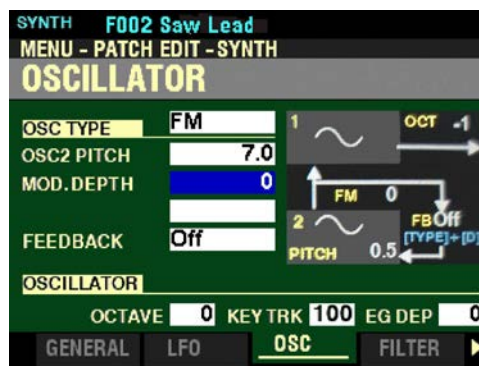 SYNTH F002 Saw Lead
MENU - PATCH EDIT - SYNTH
OSCILLATOR
OSC TYPE FM
OSC2 PITCH 7.0
MOD.DEPTH 0
FEEDBACK Off
1 OCT -1
FM 0
2 FB Off
[TYPE]+[D]
PITCH 0.5
OSCILLATOR
OCTAVE 0 KEY TRK 100 EG DEP 0
GENERAL LFO OSC FILTER